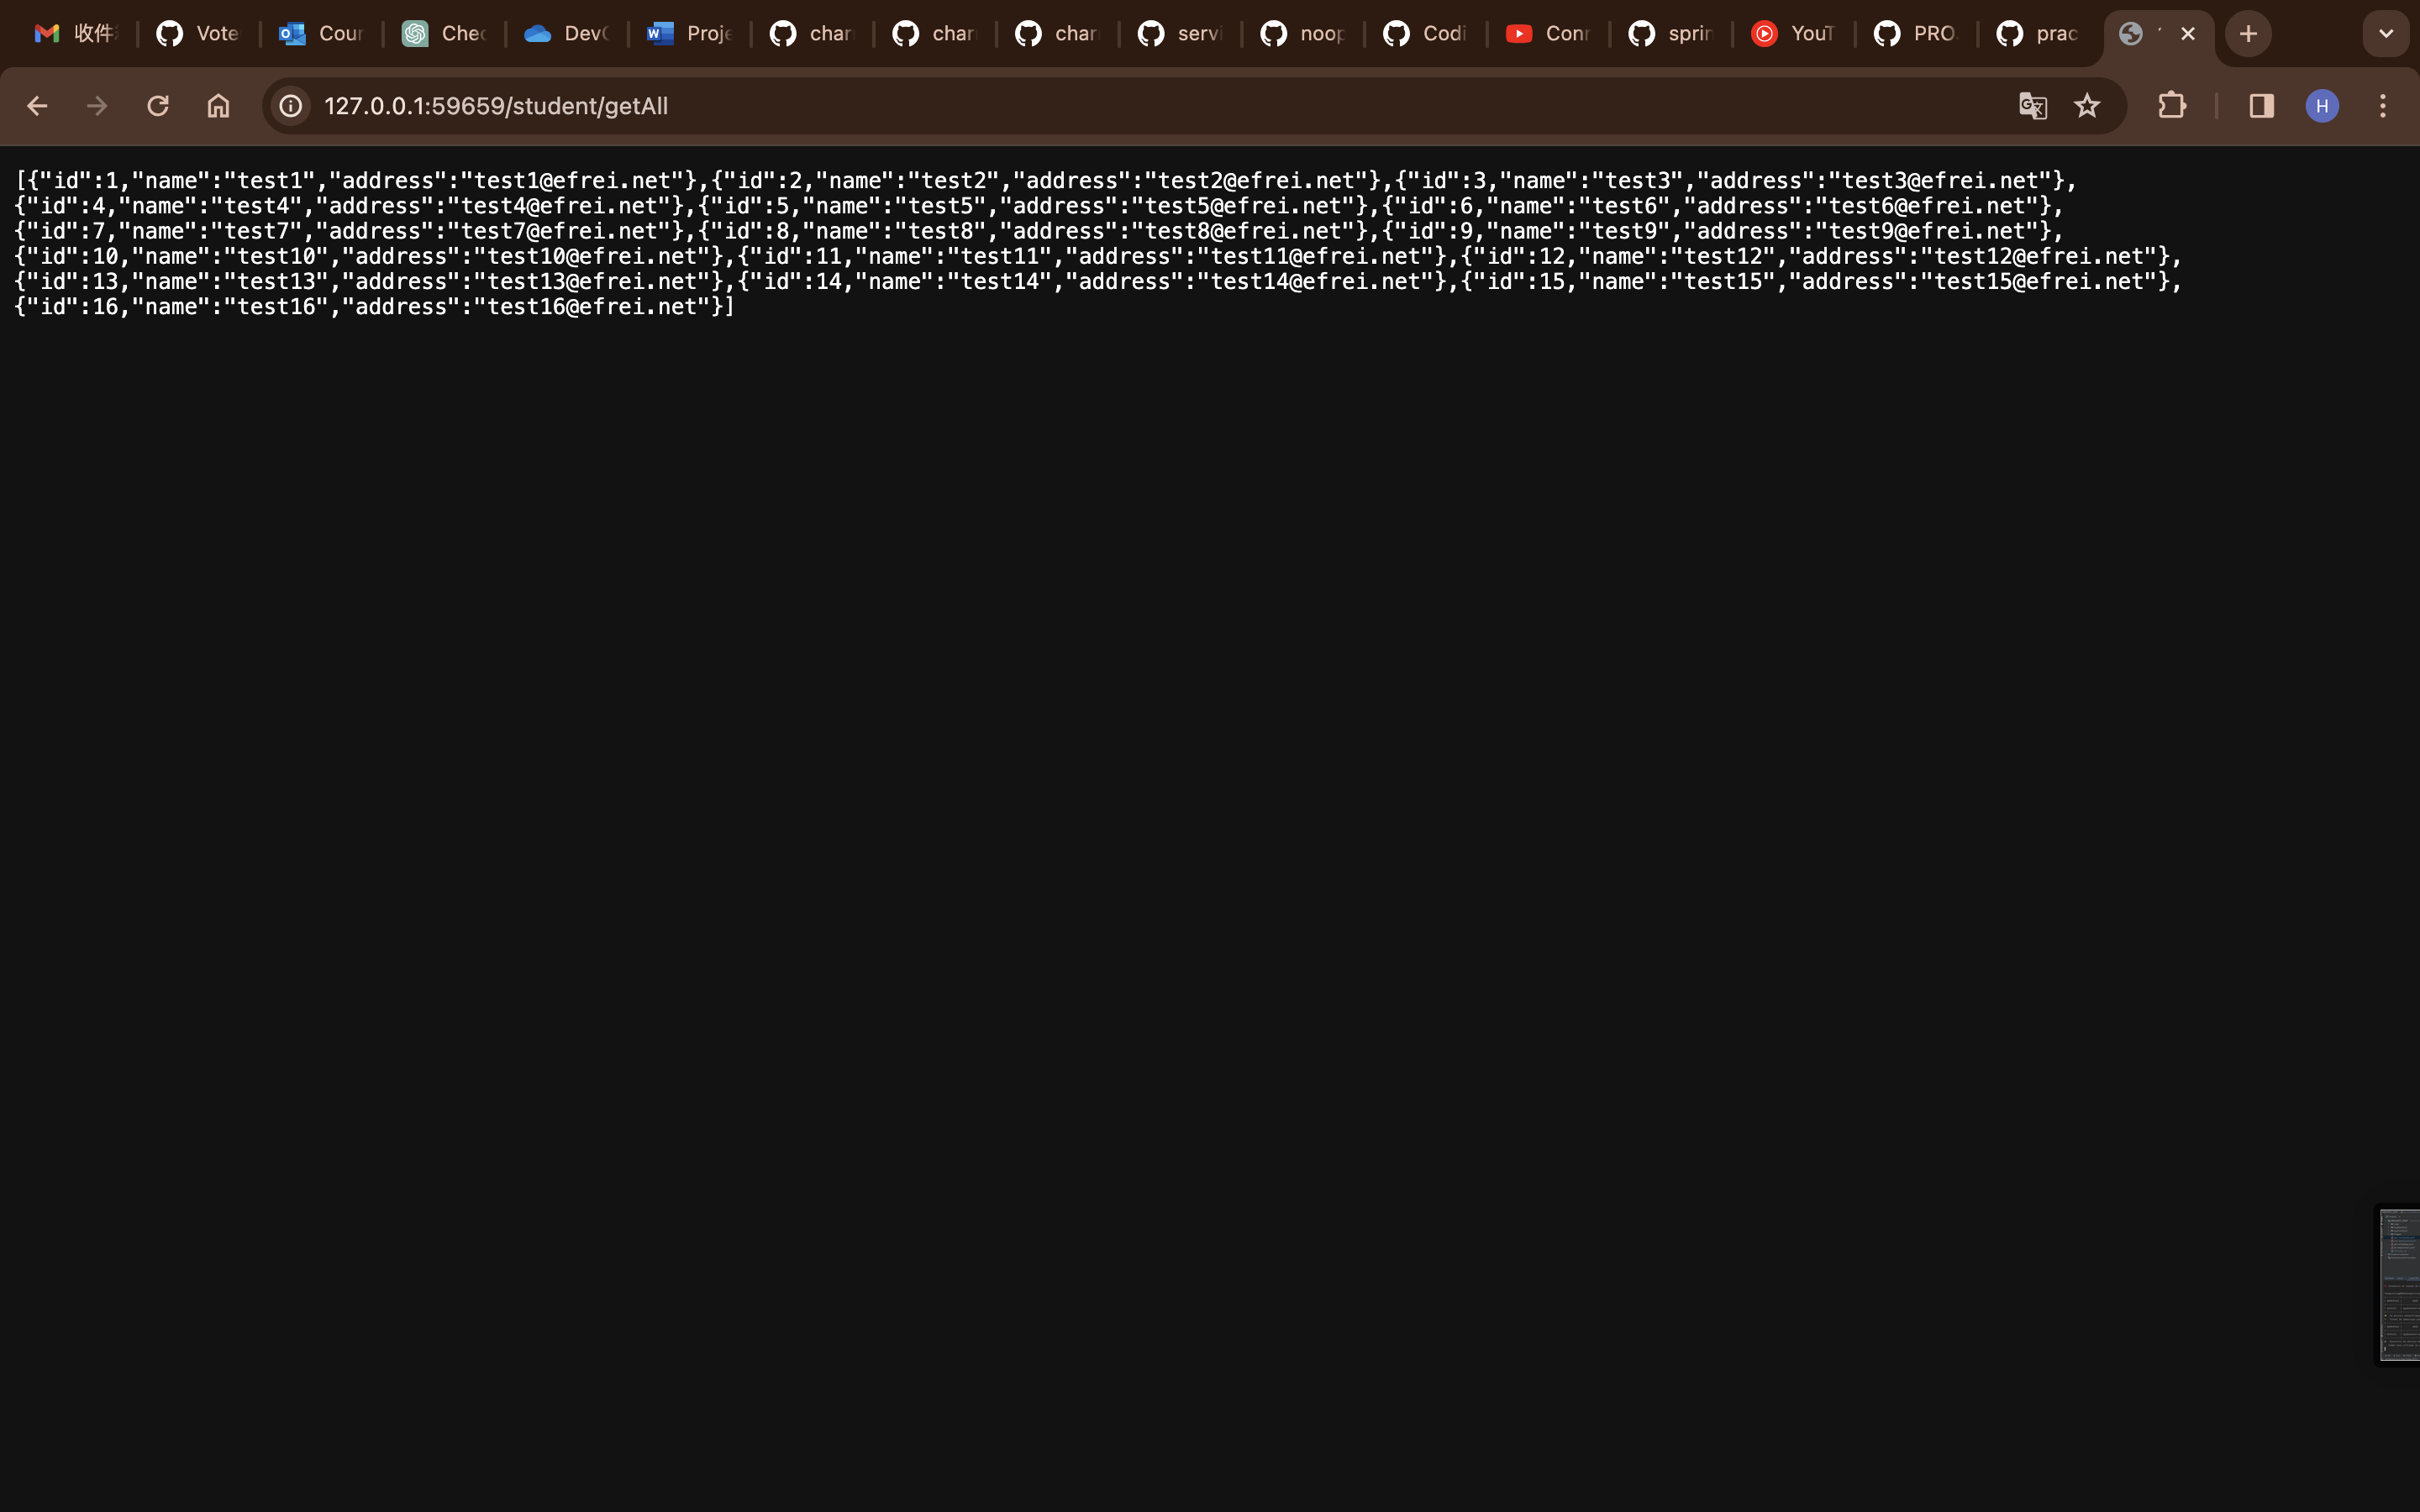 收件 Vote Cour Chec Dev Proje char char char servi noop Codi Conn sprin YouT PRO prac
127.0.0.1:59659/student/getAll H
[{"id":1,"name":"test1","address":"test1@efrei.net"},{"id":2,"name":"test2","address":"test2@efrei.net"},{"id":3,"name":"test3","address":"test3@efrei.net"},
{"id":4,"name":"test4","address":"test4@efrei.net"},{"id":5,"name":"test5","address":"test5@efrei.net"},{"id":6,"name":"test6","address":"test6@efrei.net"},
{"id":7,"name":"test7","address":"test7@efrei.net"},{"id":8,"name":"test8","address":"test8@efrei.net"},{"id":9,"name":"test9","address":"test9@efrei.net"},
{"id":10,"name":"test10","address":"test10@efrei.net"},{"id":11,"name":"test11","address":"test11@efrei.net"},{"id":12,"name":"test12","address":"test12@efrei.net"},
{"id":13,"name":"test13","address":"test13@efrei.net"},{"id":14,"name":"test14","address":"test14@efrei.net"},{"id":15,"name":"test15","address":"test15@efrei.net"},
{"id":16,"name":"test16","address":"test16@efrei.net"}]